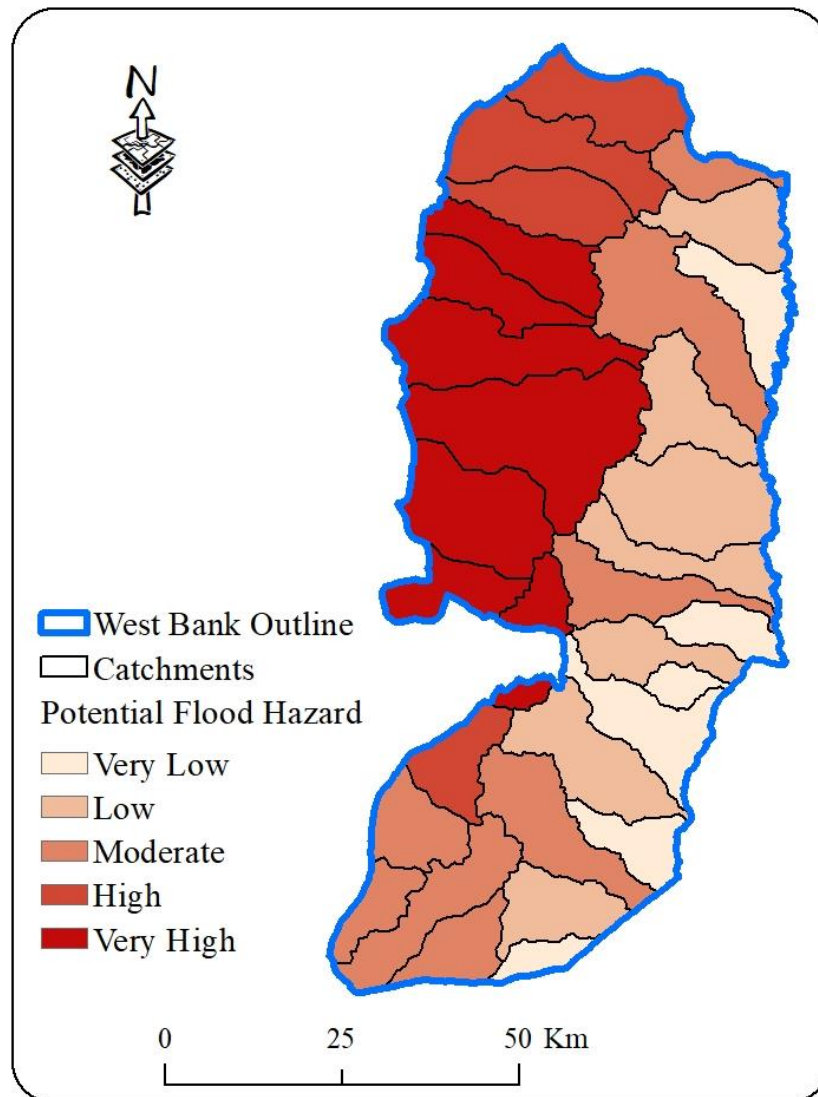 N
West Bank Outline
Catchments
Potential Flood Hazard
Very Low
Low
Moderate
High
Very High
0 25 50 Km